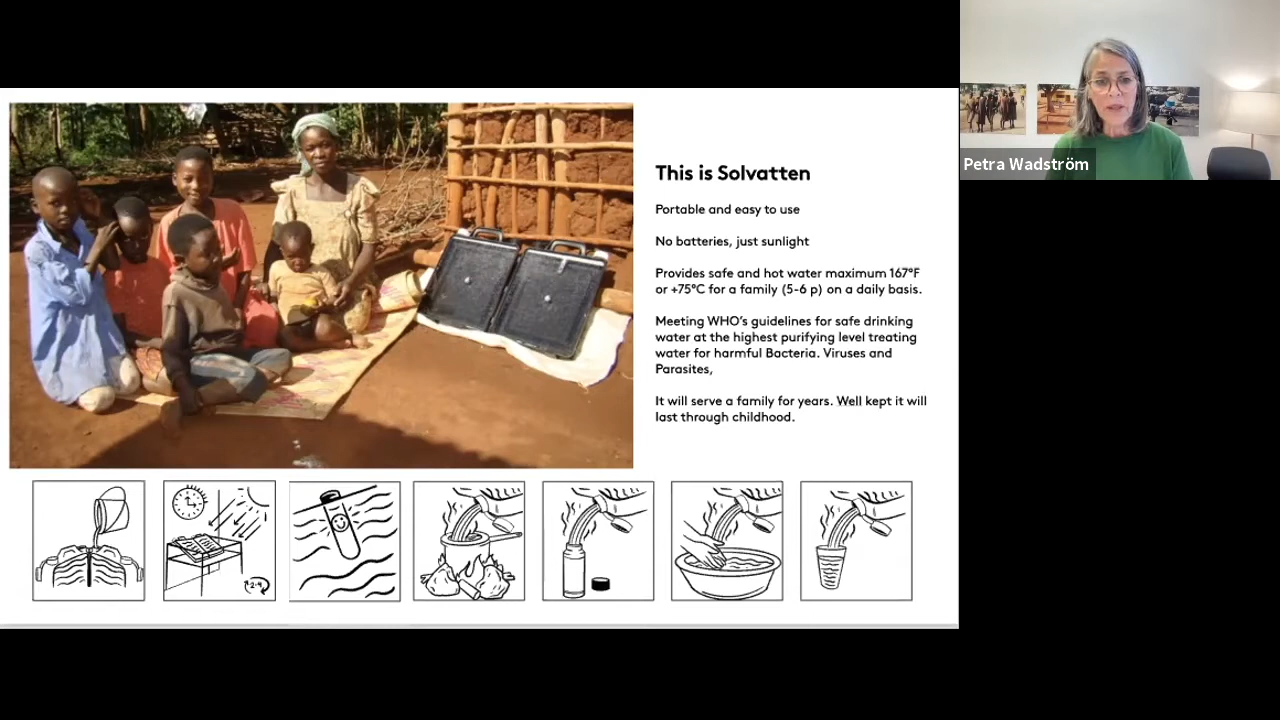 This is Solvatten
Portable and easy to use
No batteries, just sunlight
Provides safe and hot water maximum 167°F
or +75°C for a family (5-6 p) on a daily basis.
Meeting WHO’s guidelines for safe drinking
water at the highest purifying level treating
water for harmful Bacteria. Viruses and
Parasites,
It will serve a family for years. Well kept it will
last through childhood.
2-4
Petra Wadström